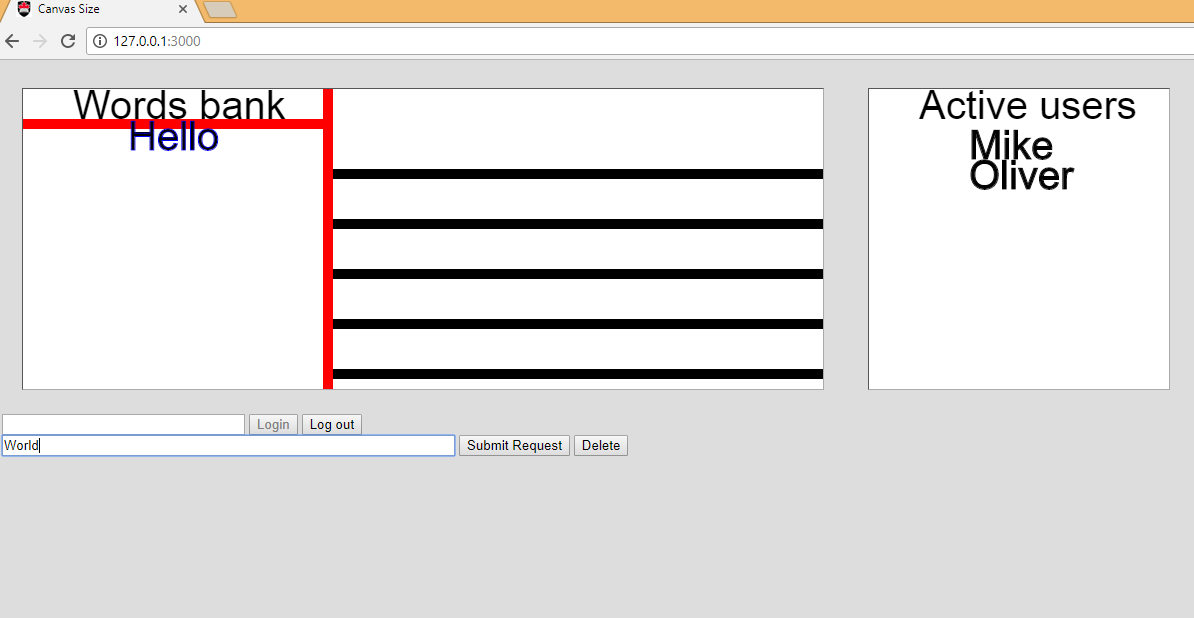 Canvas Size
127.0.0.1:3000
Words bank
Hello
Active users
Mike
Oliver
Login Log out
World Submit Request Delete